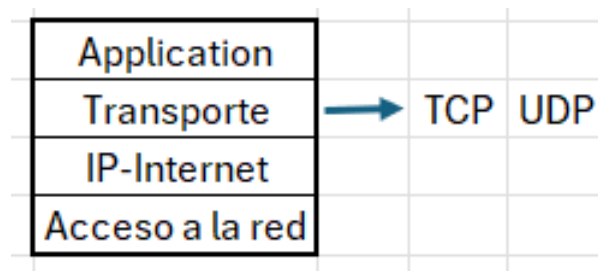 Application
Transporte TCP UDP
IP-Internet
Acceso a la red